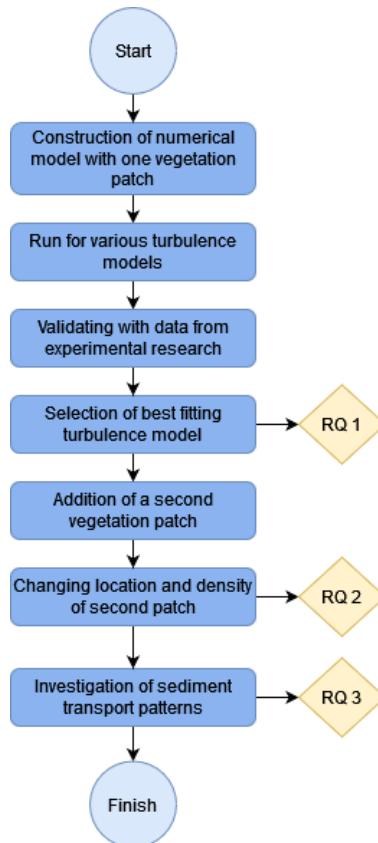 Start
Construction of numerical
model with one vegetation
patch
Run for various turbulence
models
Validating with data from
experimental research
Selection of best fitting
turbulence model
RQ 1
Addition of a second
vegetation patch
Changing location and density
of second patch
RQ 2
Investigation of sediment
transport patterns
RQ 3
Finish